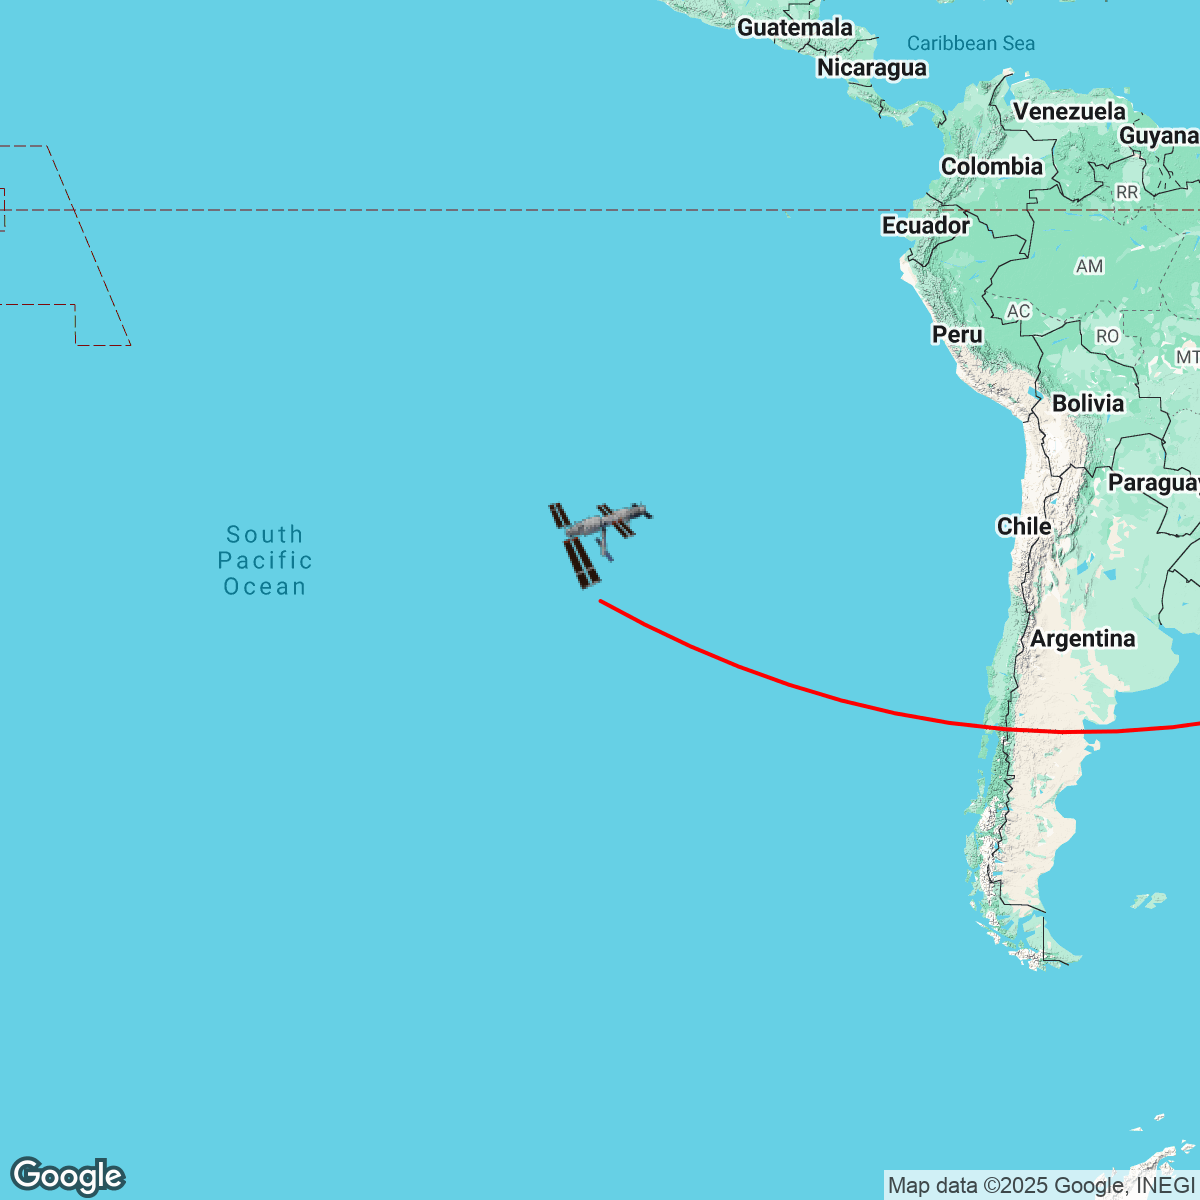 Guatemala
Caribbean Sea
Nicaragua
Venezuela
Guyana
Colombia
RR
Ecuador
AM
AC
Peru
RO
MT
Bolivia
Paraguay
Chile
South
Pacific
Ocean
Argentina
Google
Map data ©2025 Google, INEGI